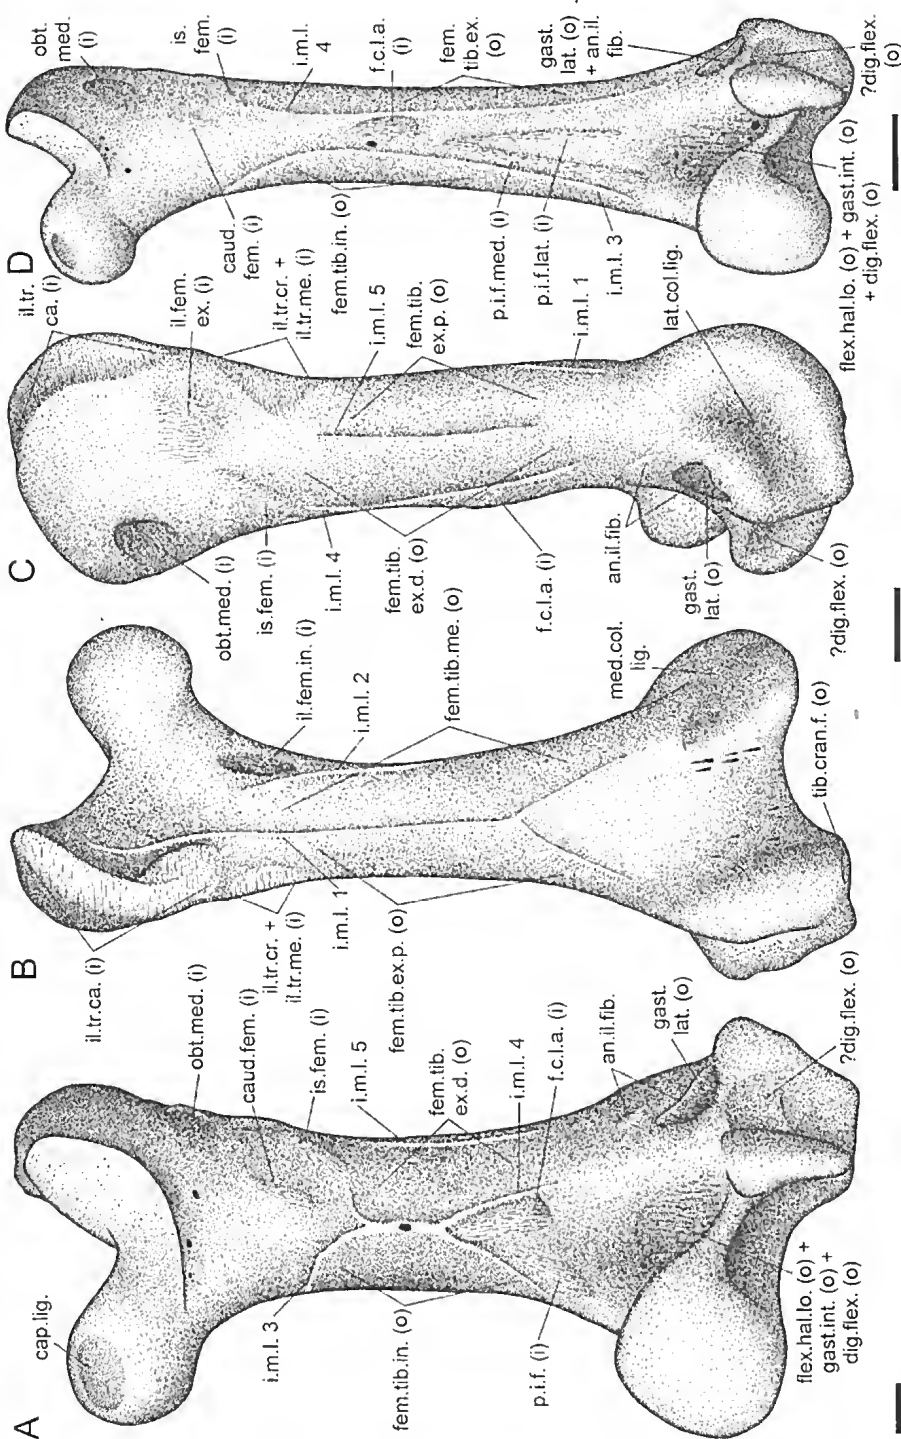 A
cap.lig.
i.m.l. 3
fem.tib.in. (o)
p.i.f. (i)
flex.hal.lo. (o) +
gast.int. (o) +
dig.flex. (o)
obt.med. (i)
caud.fem. (i)
is.fem. (i)
i.m.l. 5
fem.tib.
ex.d. (o)
i.m.l. 4
f.c.l.a. (i)
an.il.fib.
gast.
lat. (o)
?dig.flex. (o)
B
il.tr.ca. (i)
il.tr.cr. +
il.tr.me. (i)
i.m.l. 1
fem.tib.ex.p. (o)
il.fem.in. (i)
i.m.l. 2
fem.tib.me. (o)
med.col.
lig.
tib.cran.f. (o)
C
obt.med. (i)
is.fem. (i)
i.m.l. 4
fem.tib.
ex.d. (o)
f.c.l.a. (i)
an.il.fib.
gast.
lat. (o)
?dig.flex. (o)
il.tr.
ca. (i)
il.fem.
ex. (i)
il.tr.cr. +
il.tr.me. (i)
i.m.l. 5
fem.tib.
ex.p. (o)
i.m.l. 1
lat.col.lig.
D
caud.
fem. (i)
fem.tib.in. (o)
p.i.f.med. (i)
p.i.f.lat. (i)
i.m.l. 3
flex.hal.lo. (o) + gast.int. (o)
+ dig.flex. (o)
obt.
med.
(i)
is.
fem.
(i)
i.m.l.
4
f.c.l.a.
(i)
fem.
tib.ex.
(o)
gast.
lat. (o)
+ an.il.
fib.
?dig.flex.
(o)